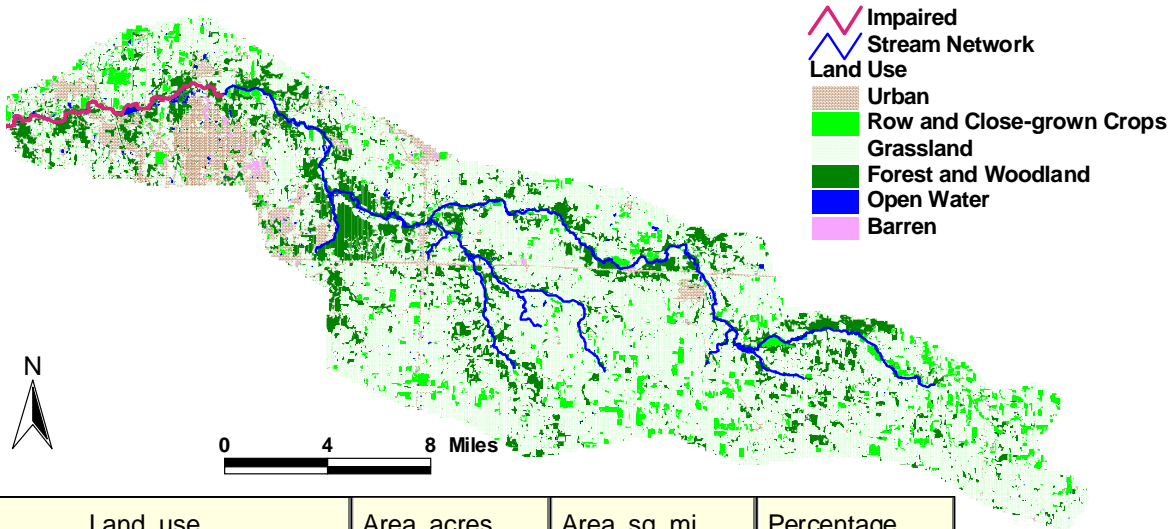 Impaired
Stream Network
Land Use
Urban
Row and Close-grown Crops
Grassland
Forest and Woodland
Open Water
Barren
N
0 4 8 Miles
Land use Area, acres Area, sq. mi. Percentage